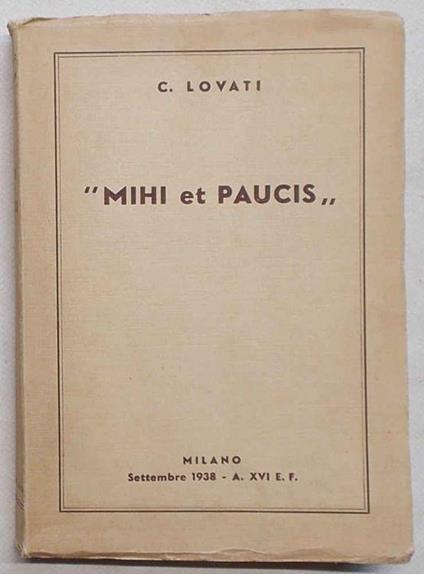 C. LOVATI
"MIHI et PAUCIS„
MILANO
Settembre 1938 - A. XVI E. F.